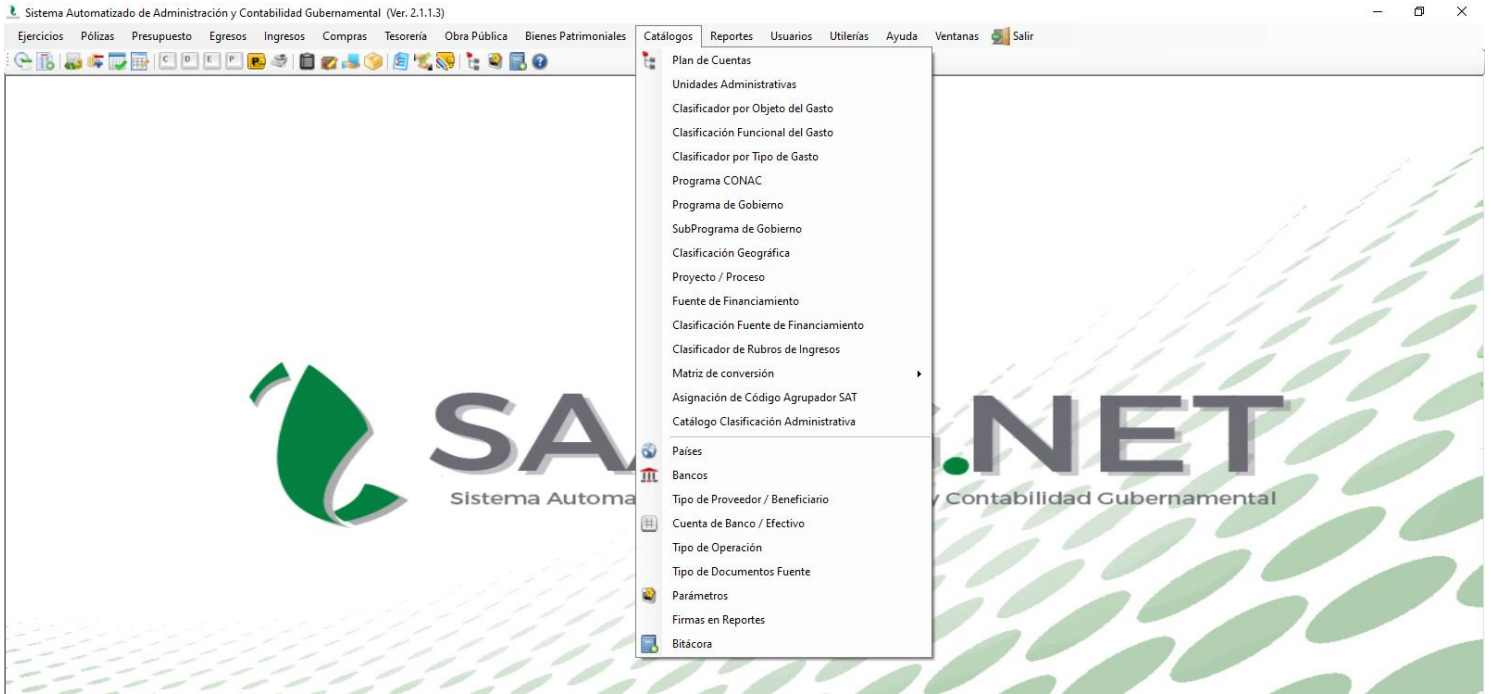 Sistema Automatizado de Administración y Contabilidad Gubernamental (Ver. 2.1.1.3)
Ejercicios Pólizas Presupuesto Egresos Ingresos Compras Tesorería Obra Pública Bienes Patrimoniales Catálogos Reportes Usuarios Utilerías Ayuda Ventanas Salir
C D E P
Plan de Cuentas
Unidades Administrativas
Clasificador por Objeto del Gasto
Clasificación Funcional del Gasto
Clasificador por Tipo de Gasto
Programa CONAC
Programa de Gobierno
SubPrograma de Gobierno
Clasificación Geográfica
Proyecto / Proceso
Fuente de Financiamiento
Clasificación Fuente de Financiamiento
Clasificador de Rubros de Ingresos
Matriz de conversión
Asignación de Código Agrupador SAT
Catálogo Clasificación Administrativa
Países
Bancos
Tipo de Proveedor / Beneficiario
Cuenta de Banco / Efectivo
Tipo de Operación
Tipo de Documentos Fuente
Parámetros
Firmas en Reportes
Bitácora
SA .NET
Sistema Automa y Contabilidad Gubernamental